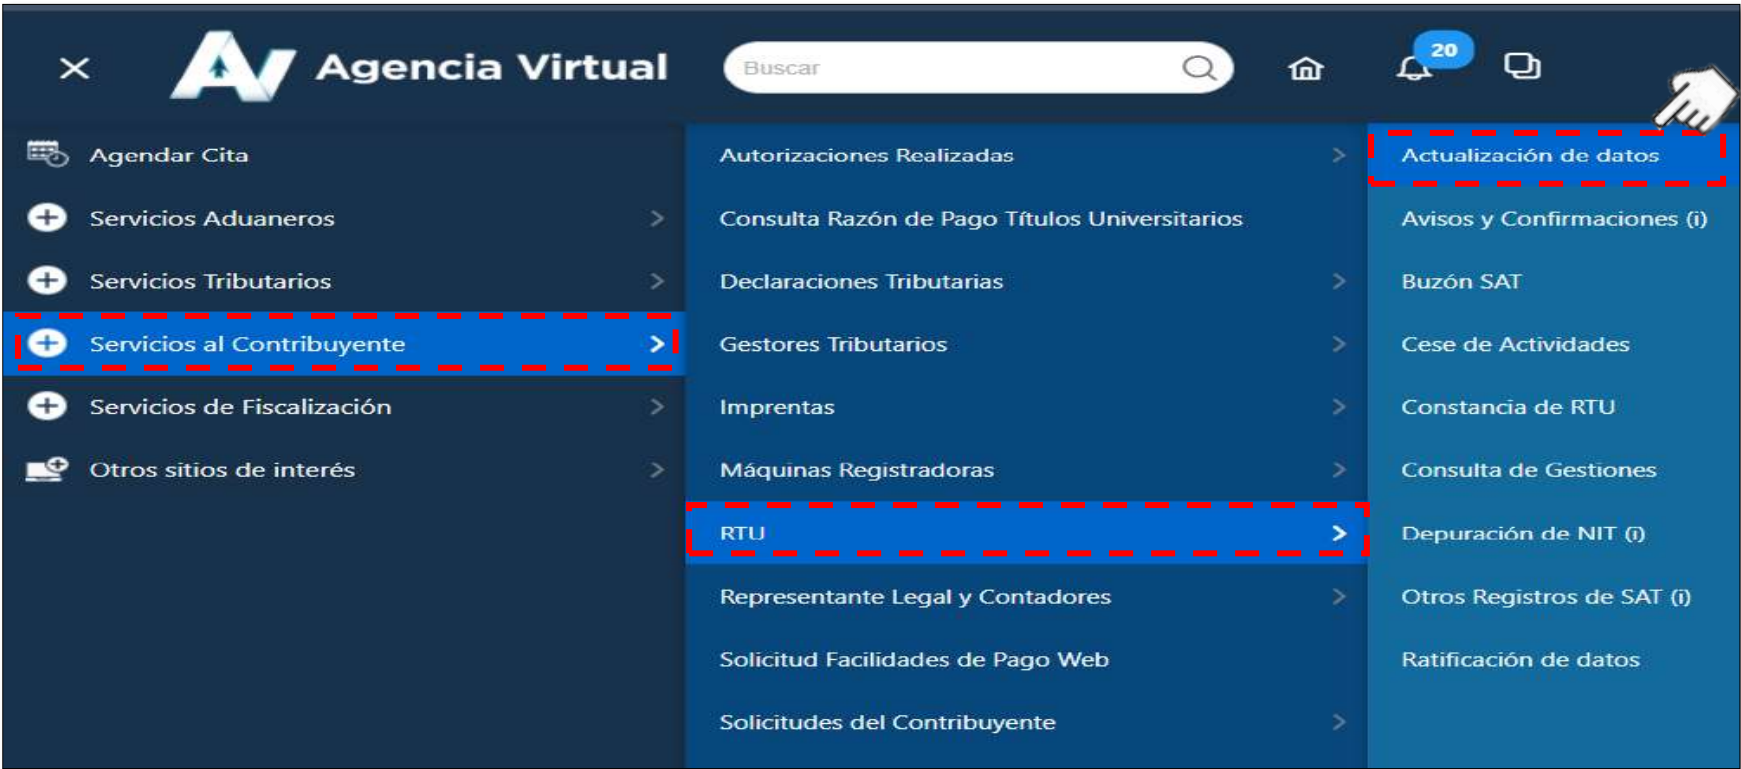 Agencia Virtual
Buscar
20
Agendar Cita
Servicios Aduaneros
Servicios Tributarios
Servicios al Contribuyente
Servicios de Fiscalización
Otros sitios de interés
Autorizaciones Realizadas
Consulta Razón de Pago Títulos Universitarios
Declaraciones Tributarias
Gestores Tributarios
Imprentas
Máquinas Registradoras
RTU
Representante Legal y Contadores
Solicitud Facilidades de Pago Web
Solicitudes del Contribuyente
Actualización de datos
Avisos y Confirmaciones (i)
Buzón SAT
Cese de Actividades
Constancia de RTU
Consulta de Gestiones
Depuración de NIT (i)
Otros Registros de SAT (i)
Ratificación de datos